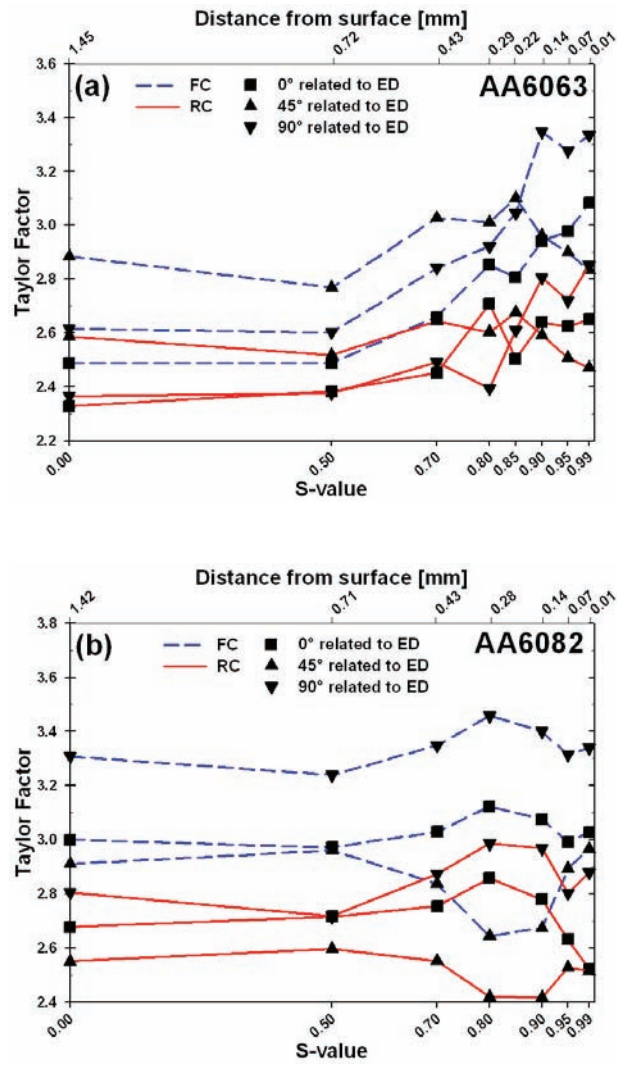 Distance from surface [mm]
1.45 0.72 0.43 0.29 0.22 0.14 0.07 0.01
3.6
(a) FC 0° related to ED AA6063
RC 45° related to ED
90° related to ED
3.4
3.2
3.0
2.8
2.6
2.4
2.2
Taylor Factor
0.00 0.50 0.70 0.80 0.85 0.90 0.95 0.99
S-value
Distance from surface [mm]
1.42 0.71 0.43 0.28 0.14 0.07 0.01
3.8
(b) FC 0° related to ED AA6082
RC 45° related to ED
90° related to ED
3.6
3.4
3.2
3.0
2.8
2.6
2.4
Taylor Factor
0.00 0.50 0.70 0.80 0.90 0.95 0.99
S-value